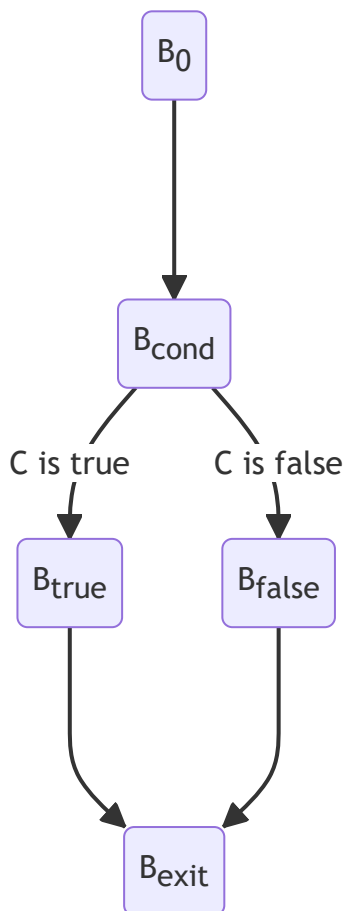 B0
Bcond
C is true
C is false
Btrue
Bfalse
Bexit